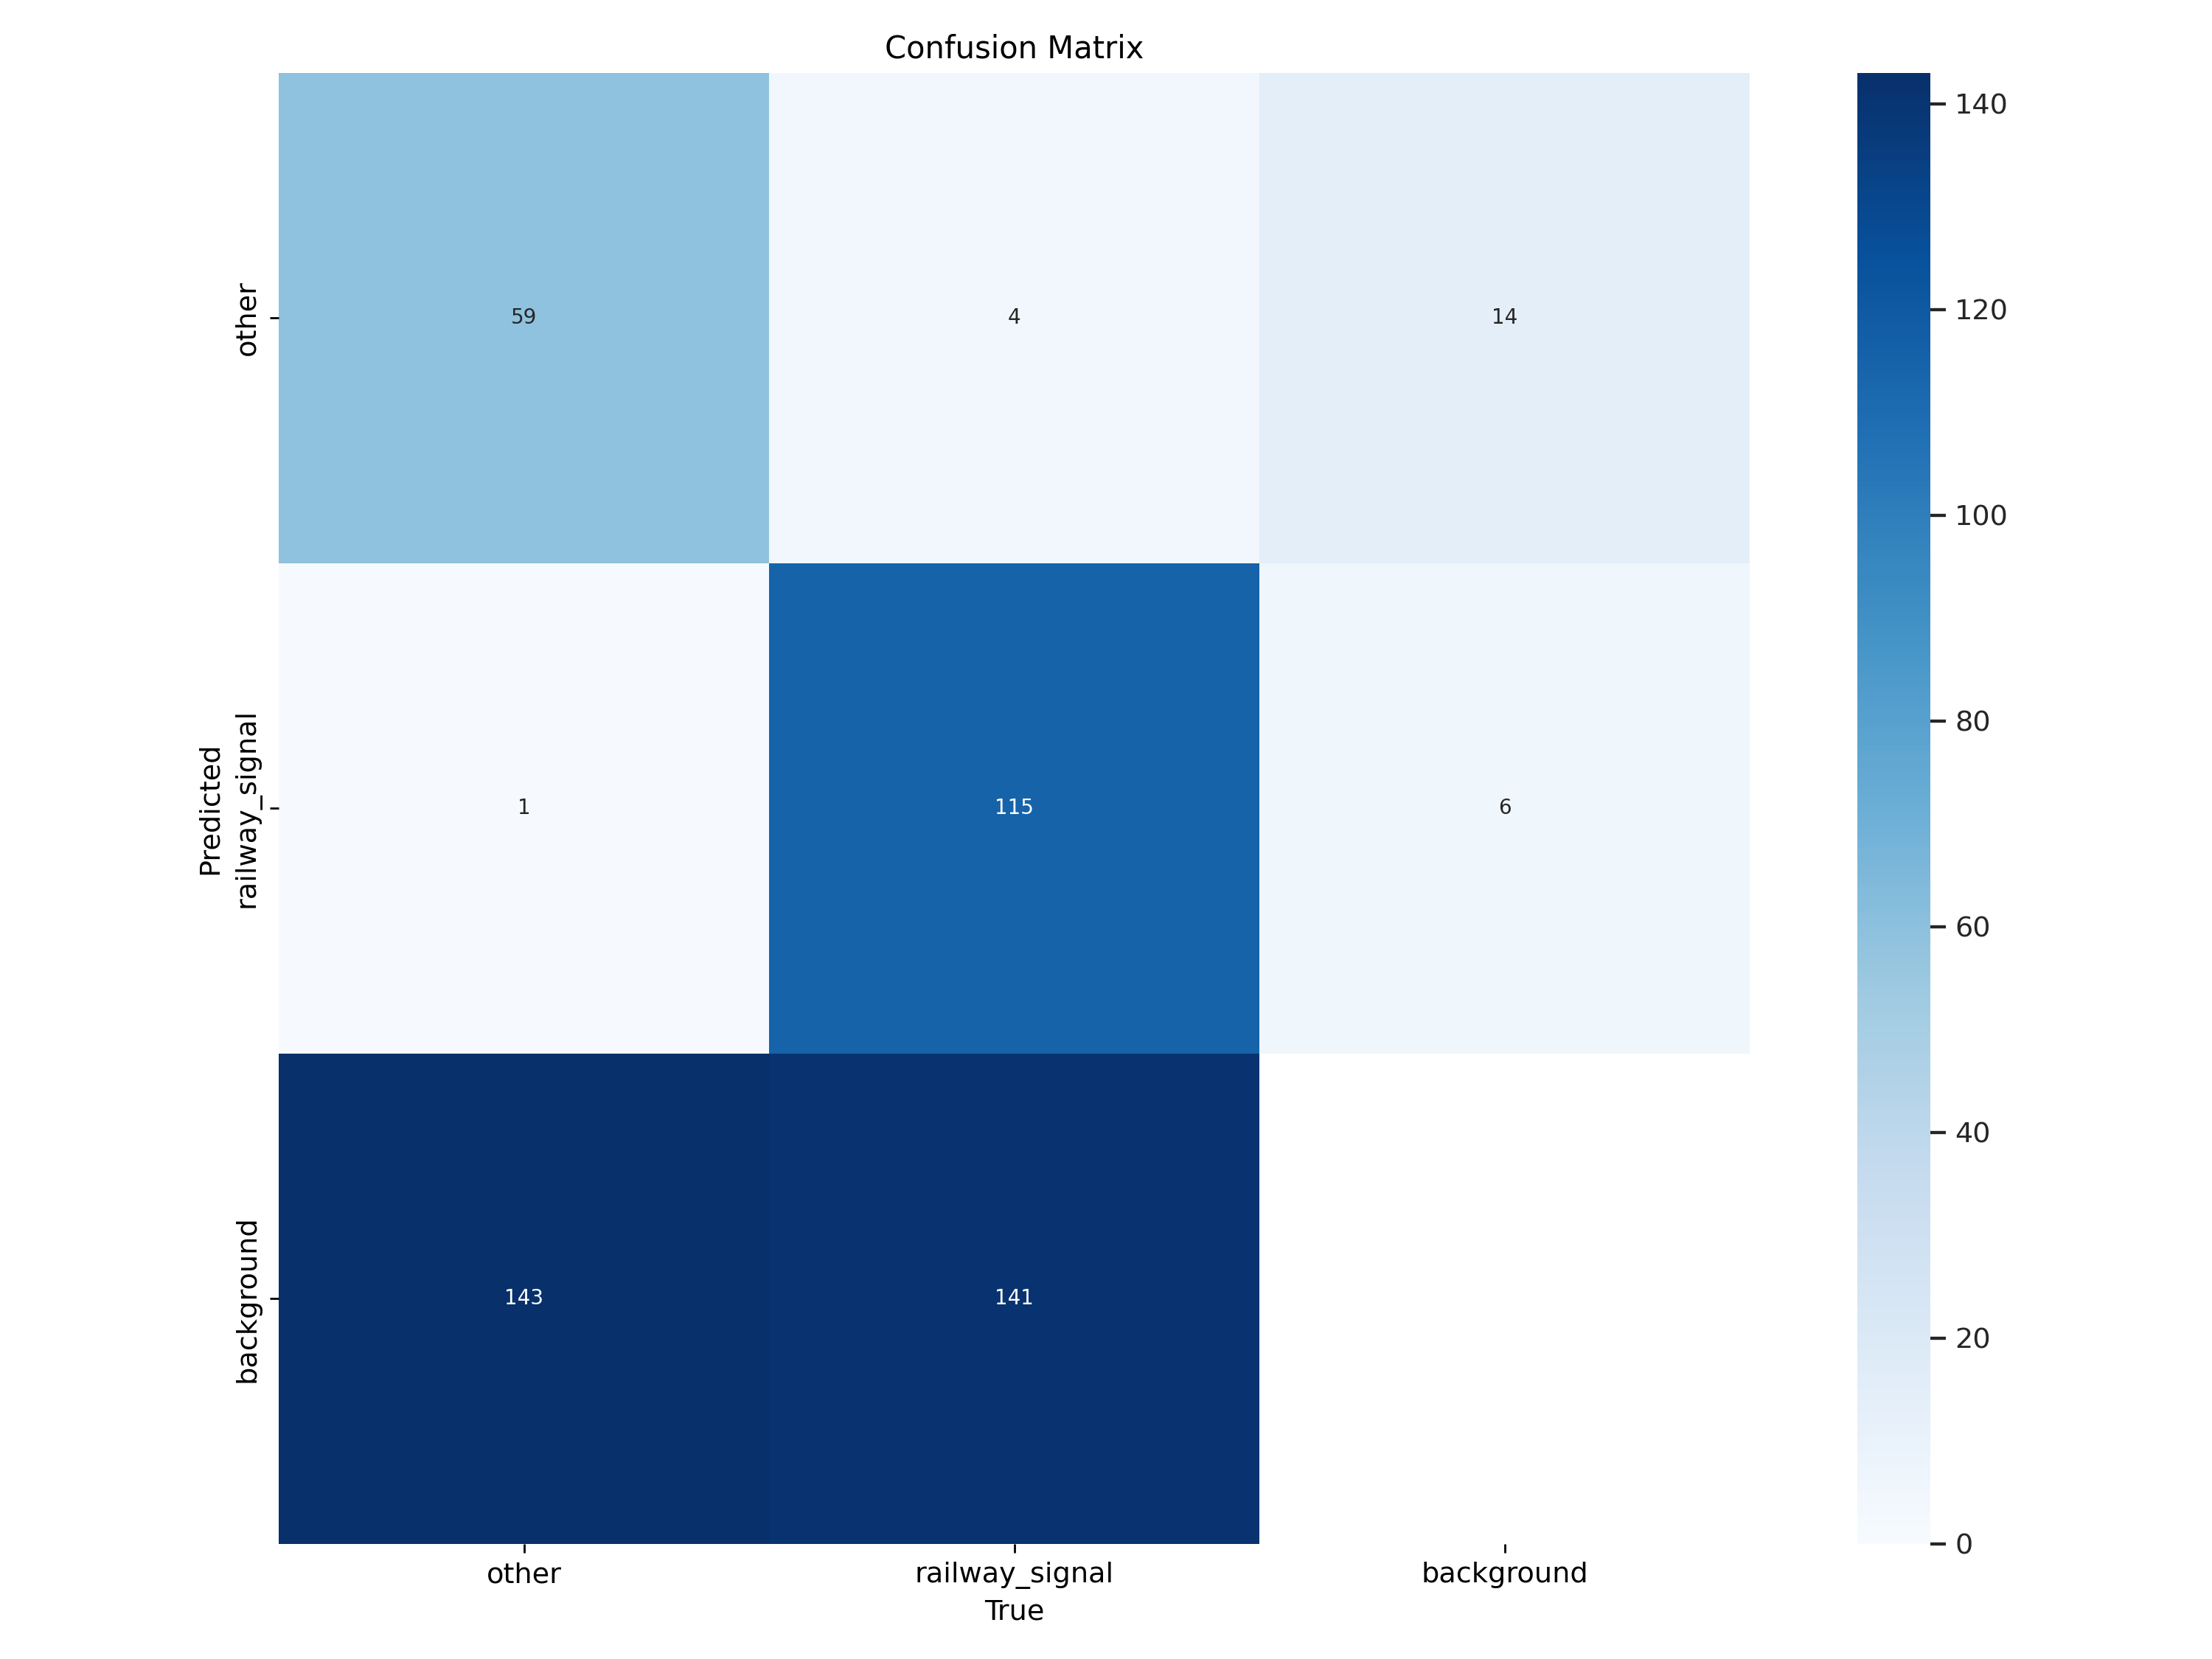 Confusion Matrix
other
railway_signal
background
Predicted
59
4
14
1
115
6
143
141
other
railway_signal
background
True
140
120
100
80
60
40
20
0